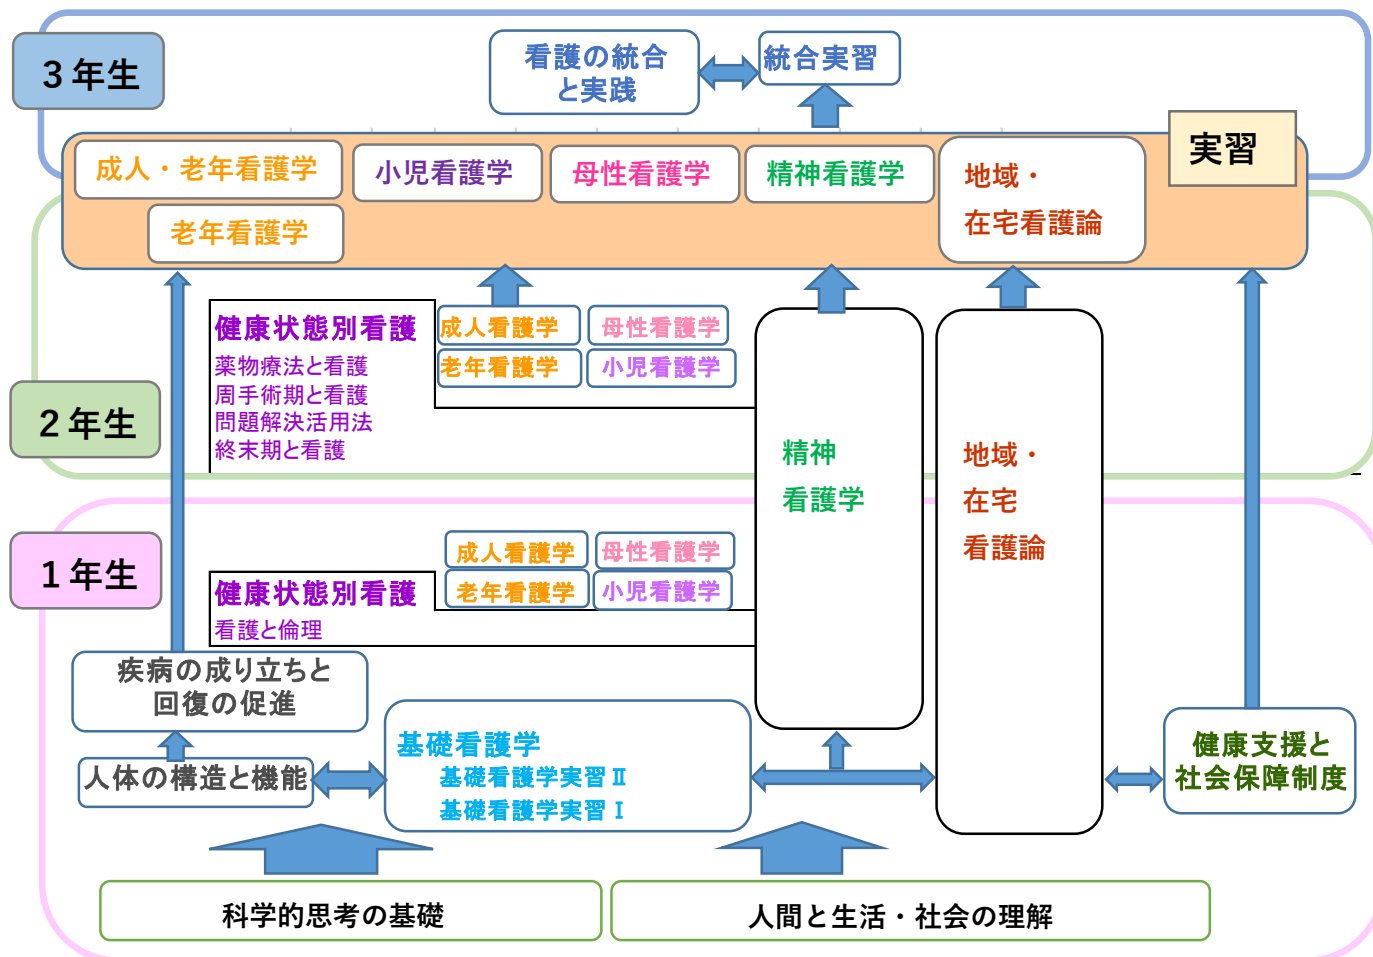 3年生
看護の統合
と実践
統合実習
実習
成人・老年看護学
小児看護学
母性看護学
精神看護学
地域・
在宅看護論
老年看護学
2年生
健康状態別看護
薬物療法と看護
周手術期と看護
問題解決活用法
終末期と看護
成人看護学
母性看護学
老年看護学
小児看護学
精神
看護学
地域・
在宅
看護論
1年生
成人看護学
母性看護学
老年看護学
小児看護学
健康状態別看護
看護と倫理
疾病の成り立ちと
回復の促進
人体の構造と機能
基礎看護学
基礎看護学実習Ⅱ
基礎看護学実習Ⅰ
健康支援と
社会保障制度
科学的思考の基礎
人間と生活・社会の理解